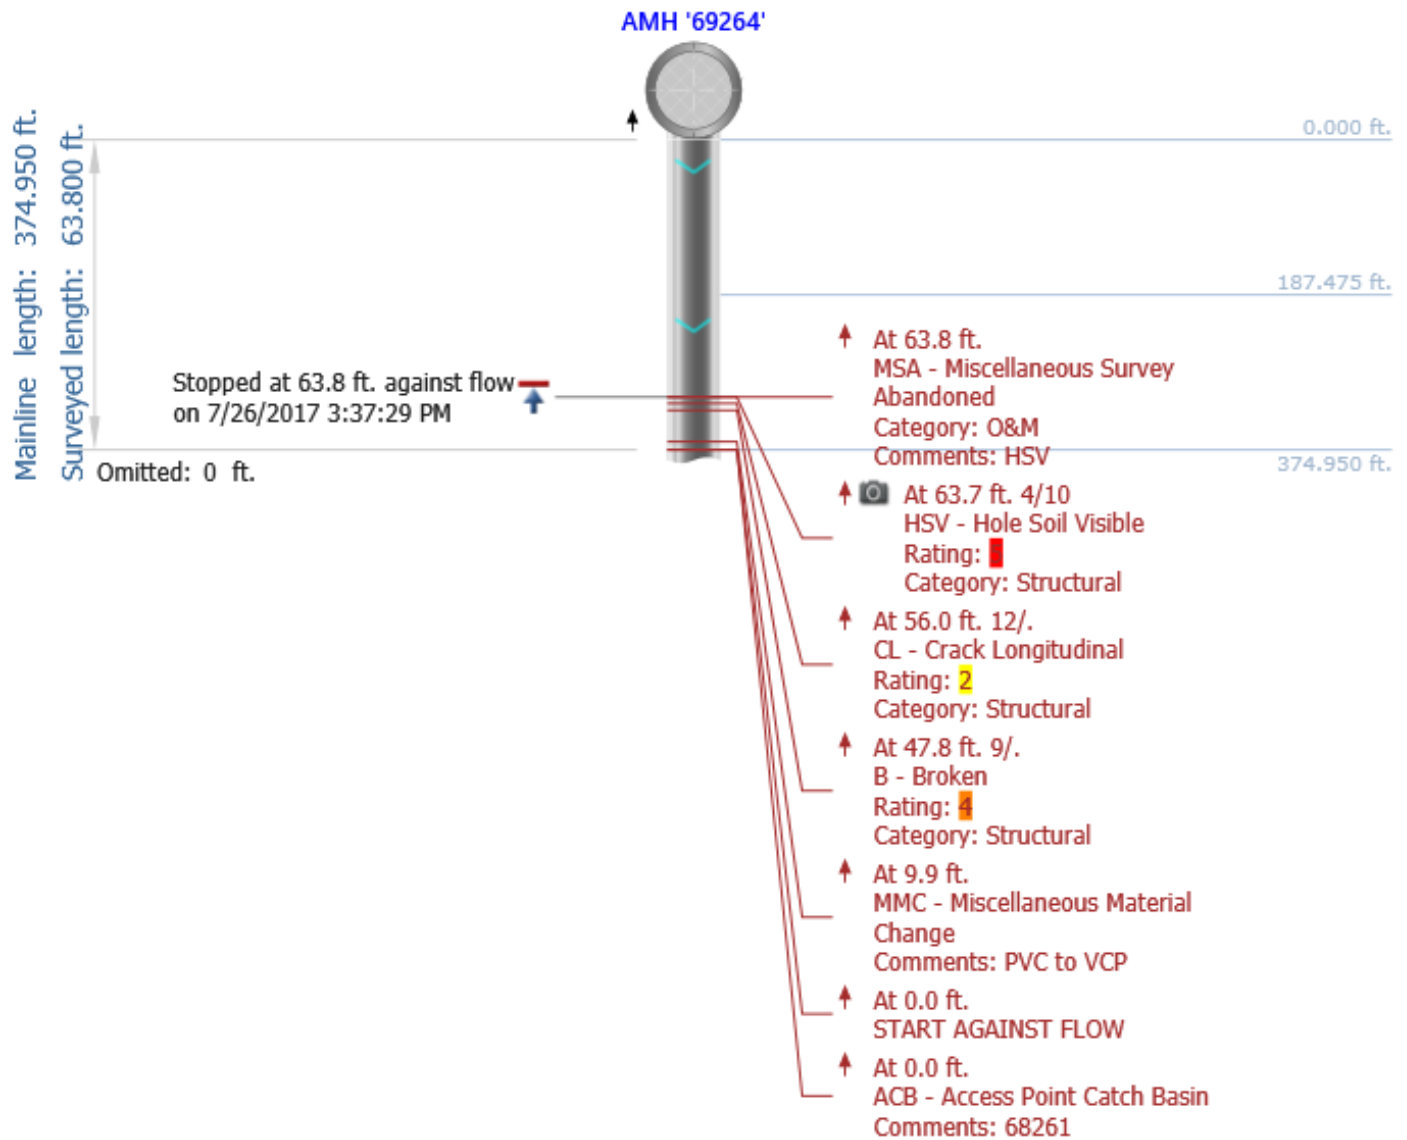 AMH '69264'
Mainline length: 374.950 ft.
Surveyed length: 63.800 ft.
0.000 ft.
187.475 ft.
374.950 ft.
Stopped at 63.8 ft. against flow
on 7/26/2017 3:37:29 PM
Omitted: 0 ft.
At 63.8 ft.
MSA - Miscellaneous Survey
Abandoned
Category: O&M
Comments: HSV
At 63.7 ft. 4/10
HSV - Hole Soil Visible
Rating:
Category: Structural
At 56.0 ft. 12/.
CL - Crack Longitudinal
Rating: 2
Category: Structural
At 47.8 ft. 9/.
B - Broken
Rating: 4
Category: Structural
At 9.9 ft.
MMC - Miscellaneous Material
Change
Comments: PVC to VCP
At 0.0 ft.
START AGAINST FLOW
At 0.0 ft.
ACB - Access Point Catch Basin
Comments: 68261